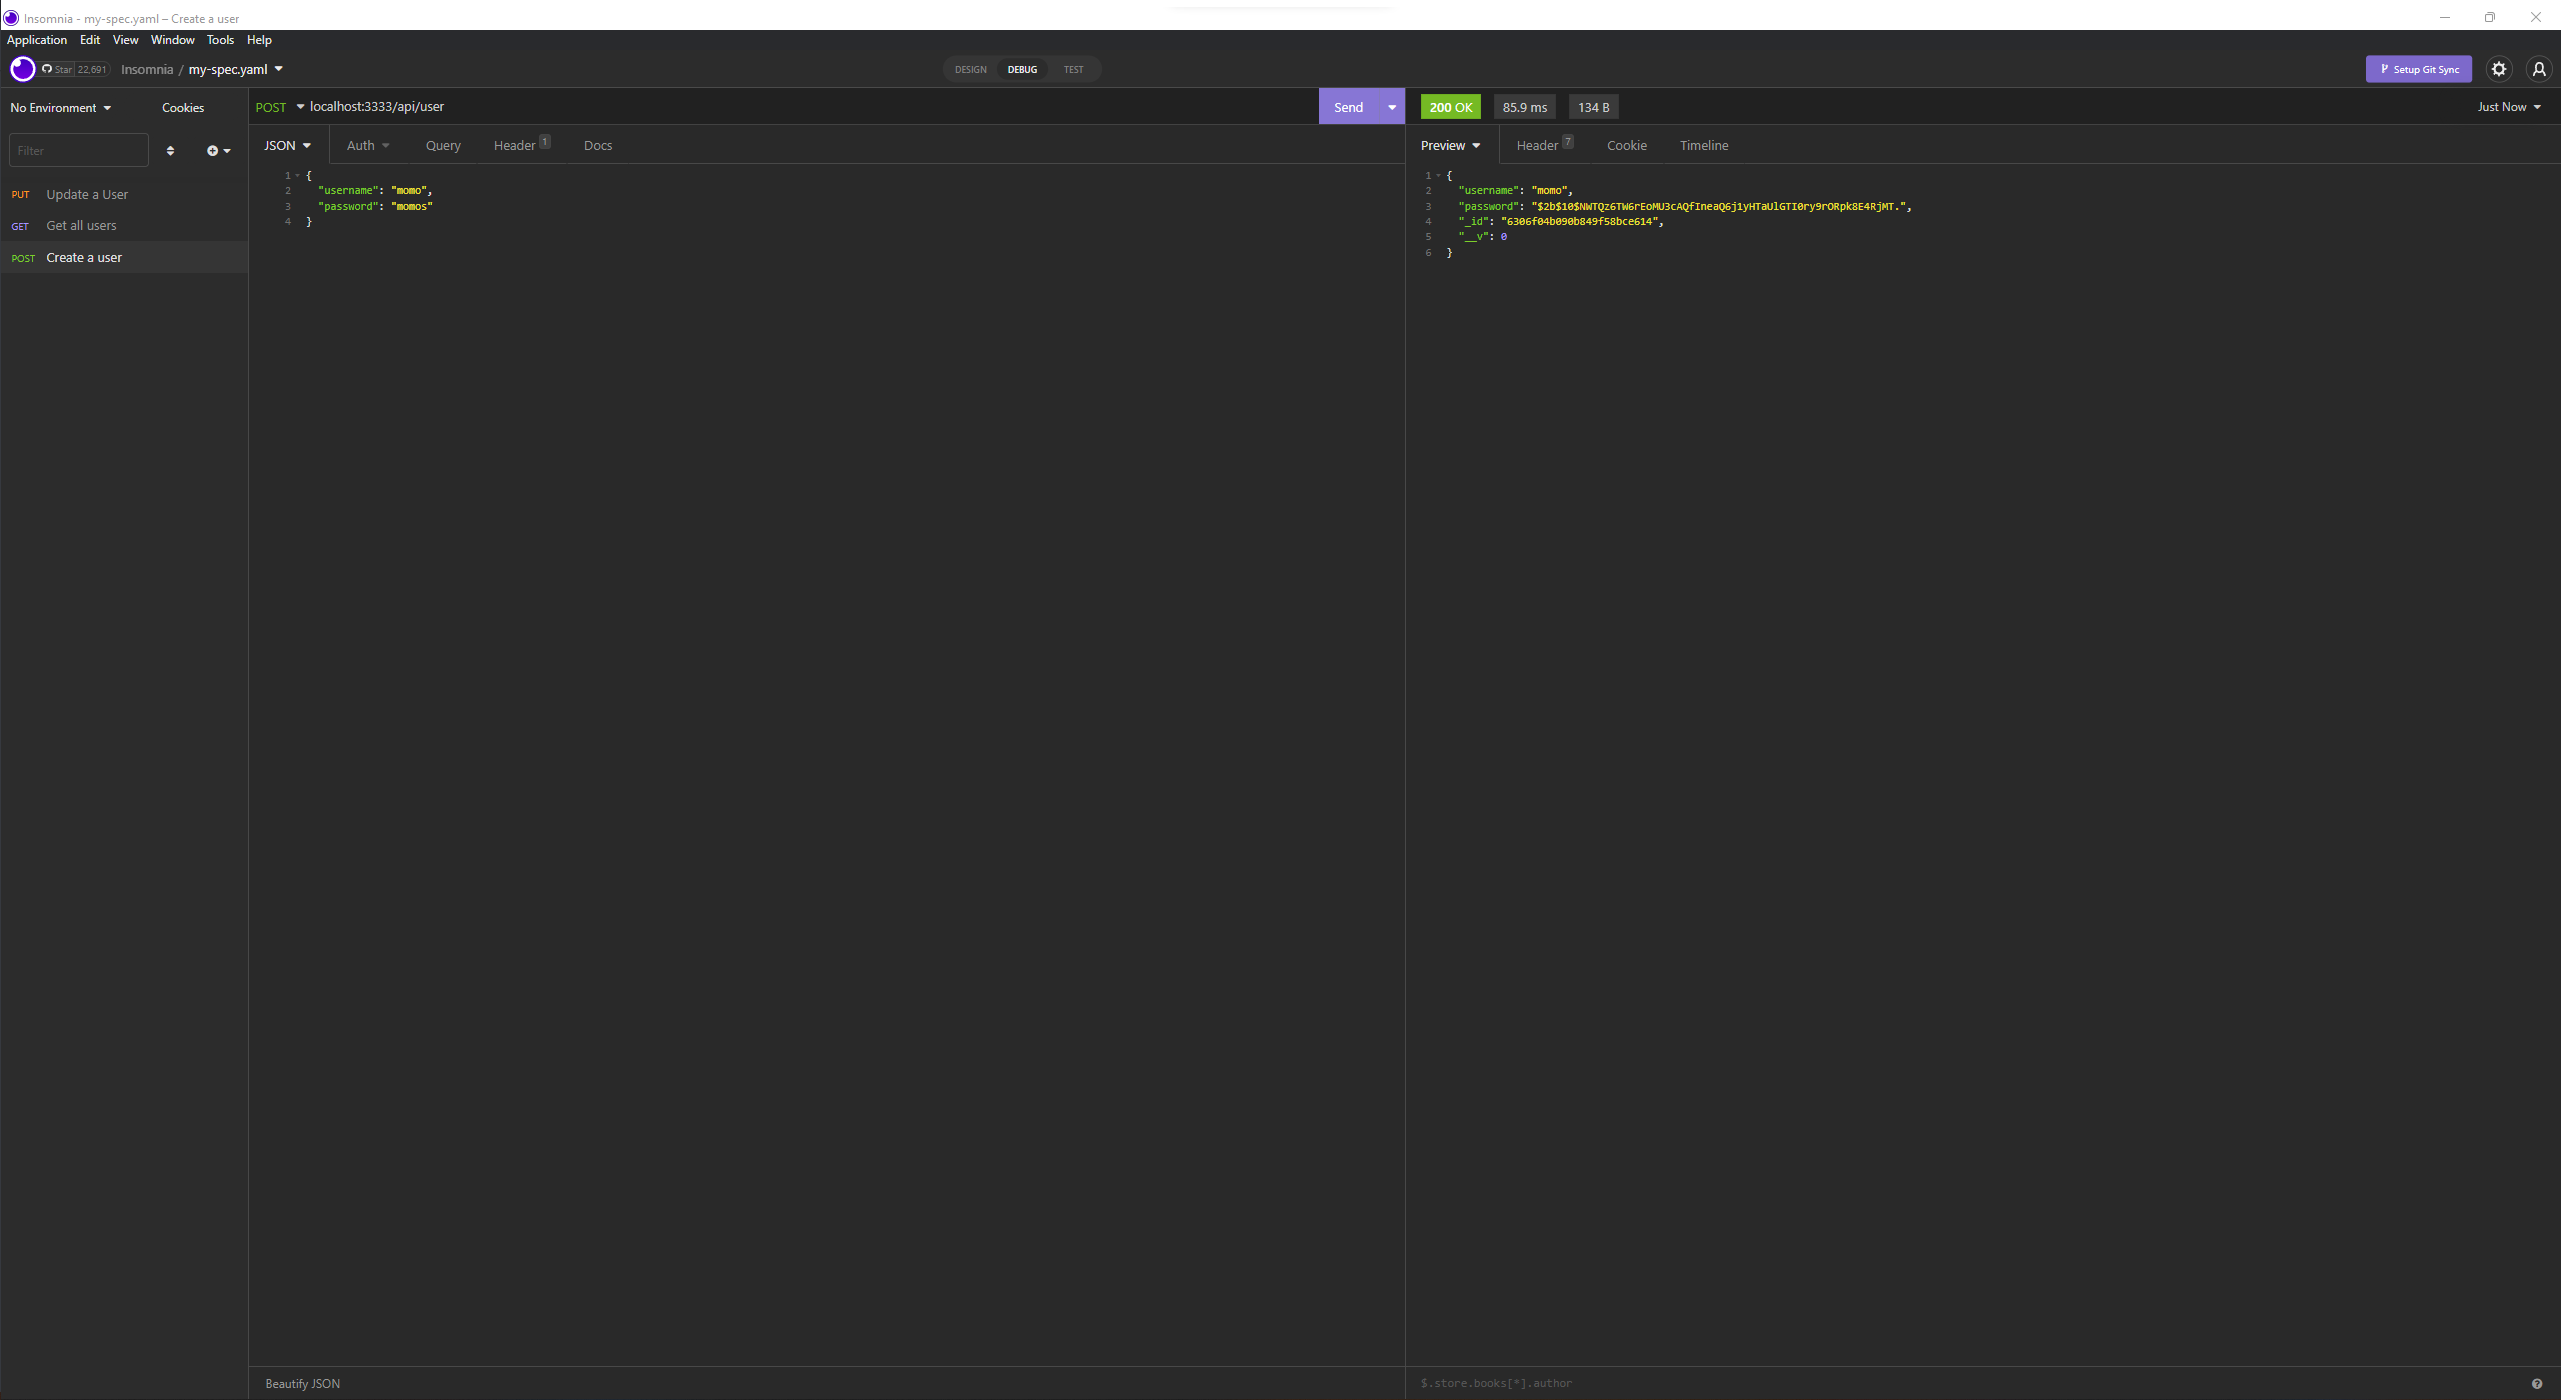 Insomnia - my-spec.yaml – Create a user
Application Edit View Window Tools Help
Star 22,691 Insomnia / my-spec.yaml DESIGN DEBUG TEST Setup Git Sync
No Environment Cookies
POST localhost:3333/api/user Send
200 OK 85.9 ms 134 B Just Now
Filter
PUT Update a User
GET Get all users
POST Create a user
JSON Auth Query Header 1 Docs
1 {
2 "username": "momo",
3 "password": "momos"
4 }
Beautify JSON
Preview Header 7 Cookie Timeline
1 {
2 "username": "momo",
3 "password": "$2b$10$NWTQz6TW6rEoMU3cAQfIneaQ6j1yHTaUlGTI0ry9rORpk8E4RjMT.",
4 "_id": "6306f04b090b849f58bce614",
5 "__v": 0
6 }
$.store.books[*].author